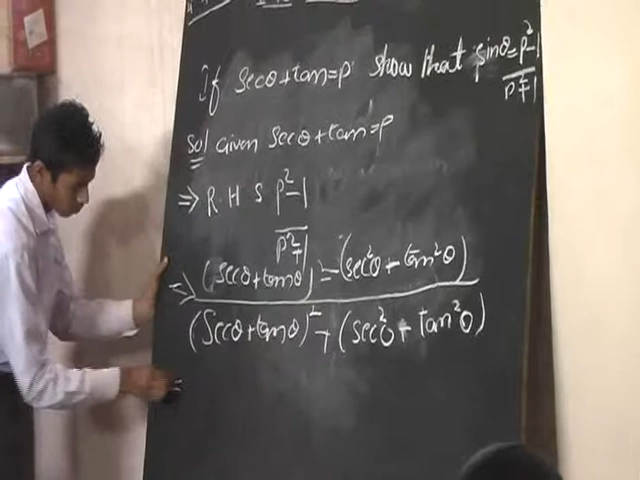 If Secθ+tan=P show that sinθ=P²-1
P²+1
Sol Given Secθ+tan=P
⇒ R H S P²-1
P²+1
⇒ (Secθ+tanθ)²-(Sec²θ-tan²θ)
(Secθ+tanθ)²+(Sec²θ+tan²θ)